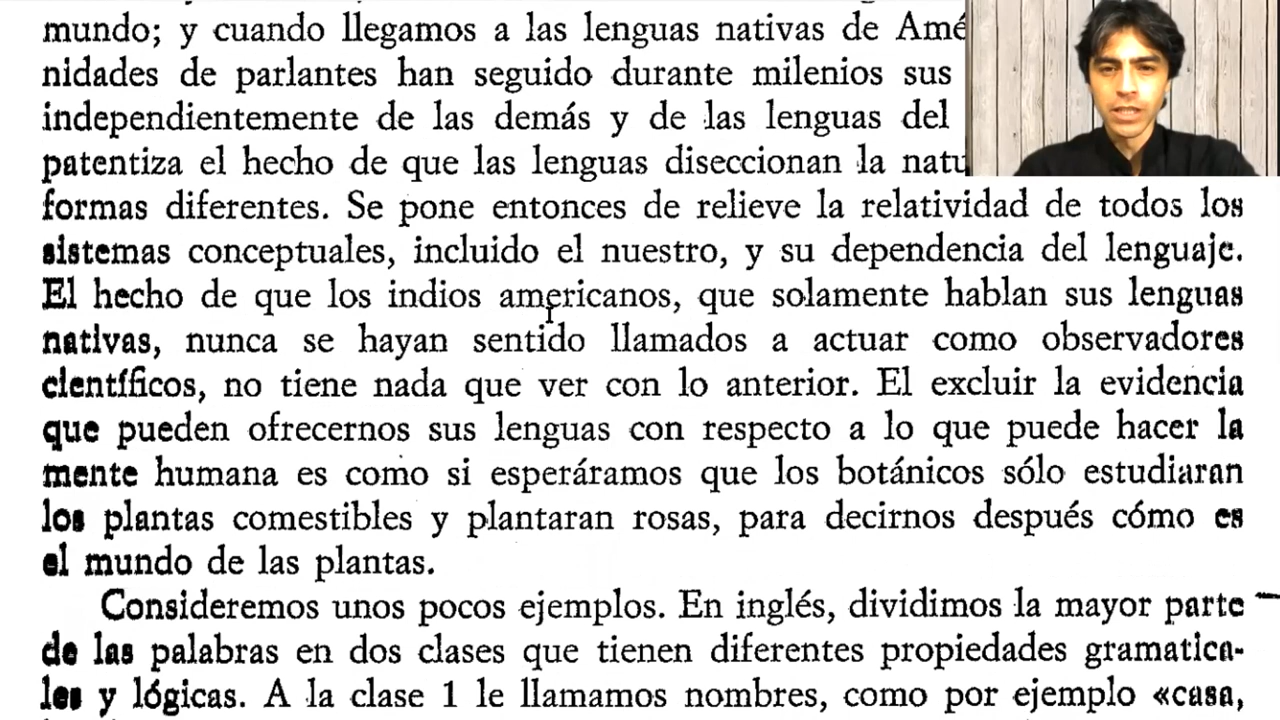 mundo; y cuando llegamos a las lenguas nativas de Amé
nidades de parlantes han seguido durante milenios sus
independientemente de las demás y de las lenguas del
patentiza el hecho de que las lenguas diseccionan la natu
formas diferentes. Se pone entonces de relieve la relatividad de todos los
sistemas conceptuales, incluido el nuestro, y su dependencia del lenguaje.
El hecho de que los indios americanos, que solamente hablan sus lenguas
nativas, nunca se hayan sentido llamados a actuar como observadores
científicos, no tiene nada que ver con lo anterior. El excluir la evidencia
que pueden ofrecernos sus lenguas con respecto a lo que puede hacer la
mente humana es como si esperáramos que los botánicos sólo estudiaran
los plantas comestibles y plantaran rosas, para decirnos después cómo es
el mundo de las plantas.
Consideremos unos pocos ejemplos. En inglés, dividimos la mayor parte
de las palabras en dos clases que tienen diferentes propiedades gramatica-
les y lógicas. A la clase 1 le llamamos nombres, como por ejemplo «casa,